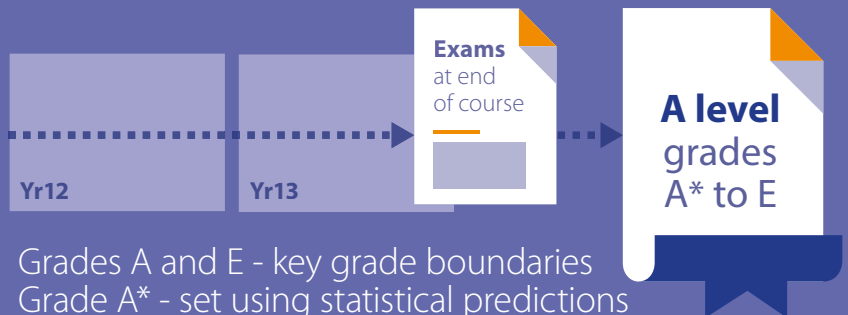 Exams
at end
of course
A level
grades
A* to E
Yr12
Yr13
Grades A and E - key grade boundaries
Grade A* - set using statistical predictions